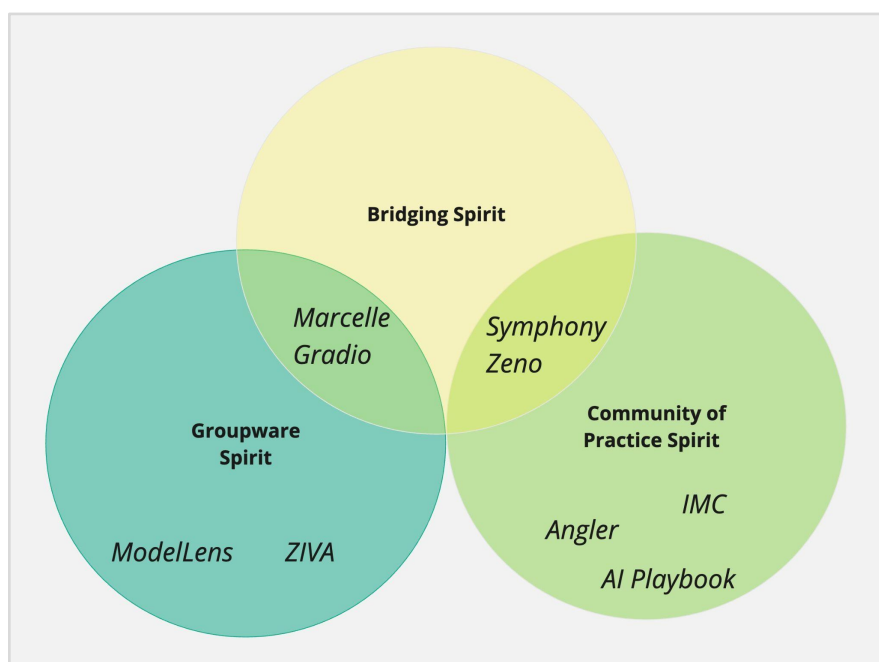 Bridging Spirit
Marcelle
Gradio
Symphony
Zeno
Groupware
Spirit
Community of
Practice Spirit
ModelLens
ZIVA
IMC
Angler
AI Playbook